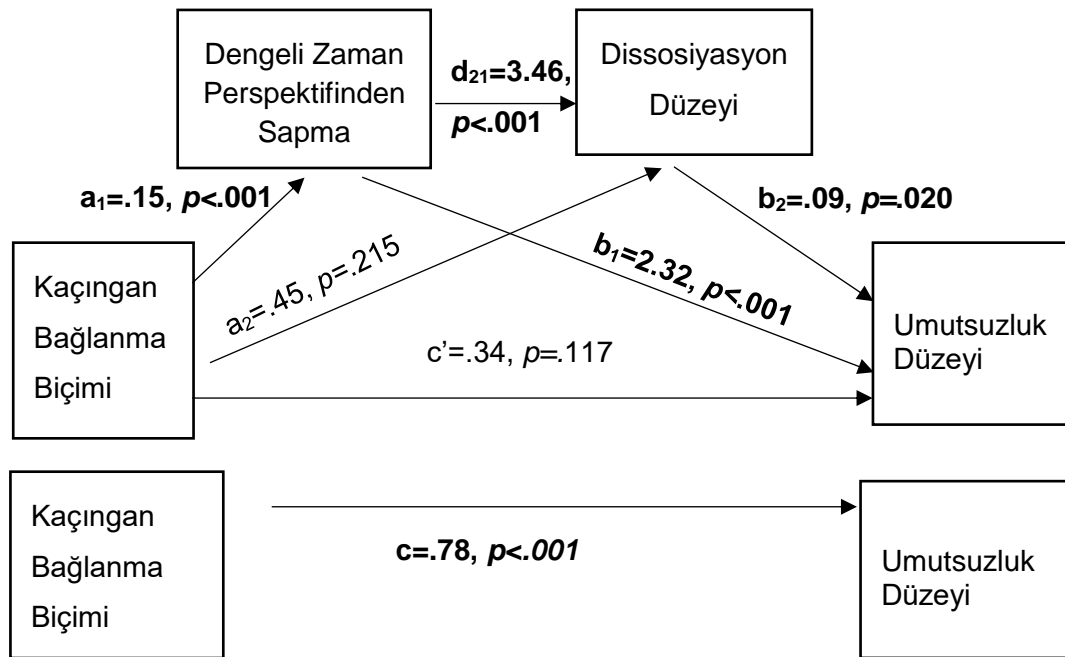 Dengeli Zaman
Perspektifinden
Sapma
d21=3.46,
p<.001
Dissosiyasyon
Düzeyi
a1=.15, p<.001
b2=.09, p=.020
Kaçıngan
Bağlanma
Biçimi
a2=.45, p=.215
b1=2.32, p<.001
c’=.34, p=.117
Umutsuzluk
Düzeyi
Kaçıngan
Bağlanma
Biçimi
c=.78, p<.001
Umutsuzluk
Düzeyi